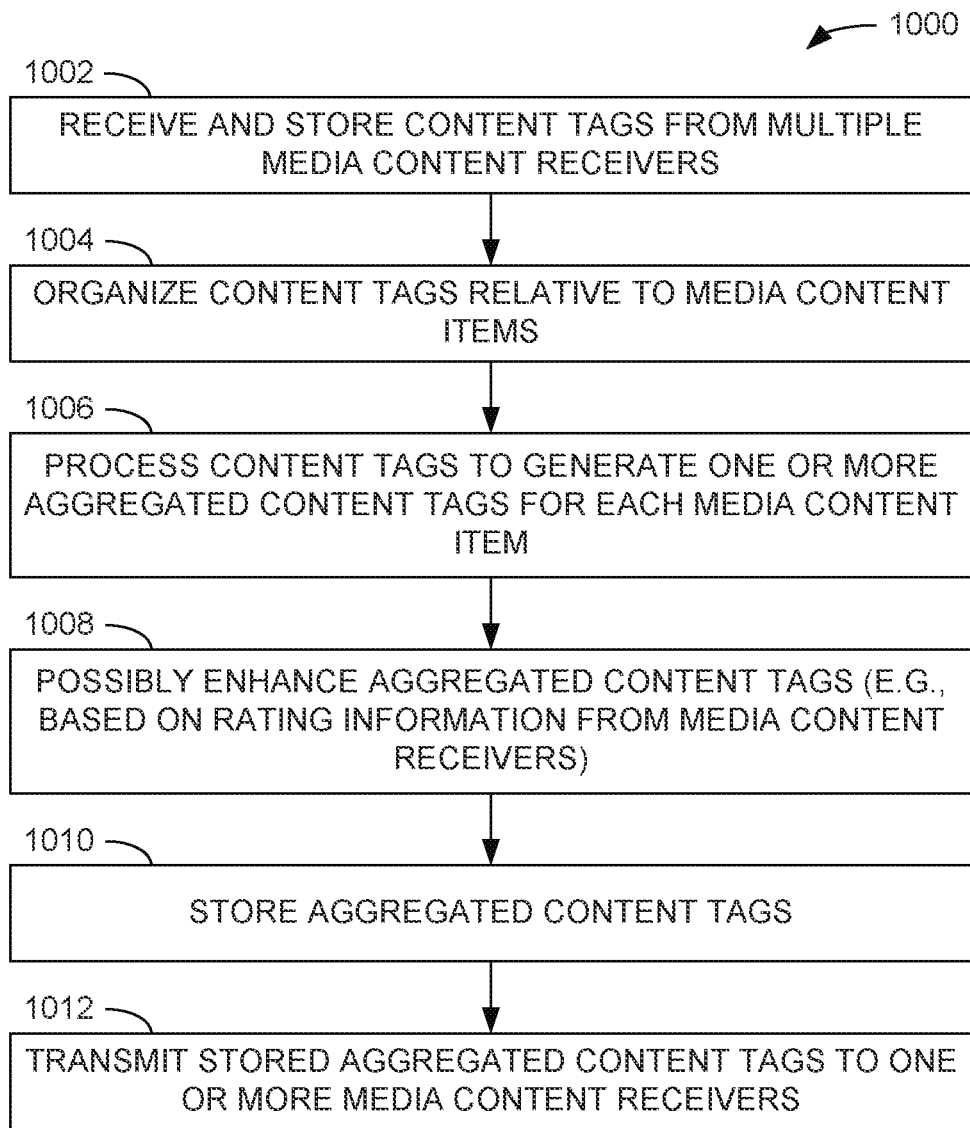 1000
1002
RECEIVE AND STORE CONTENT TAGS FROM MULTIPLE
MEDIA CONTENT RECEIVERS
1004
ORGANIZE CONTENT TAGS RELATIVE TO MEDIA CONTENT
ITEMS
1006
PROCESS CONTENT TAGS TO GENERATE ONE OR MORE
AGGREGATED CONTENT TAGS FOR EACH MEDIA CONTENT
ITEM
1008
POSSIBLY ENHANCE AGGREGATED CONTENT TAGS (E.G.,
BASED ON RATING INFORMATION FROM MEDIA CONTENT
RECEIVERS)
1010
STORE AGGREGATED CONTENT TAGS
1012
TRANSMIT STORED AGGREGATED CONTENT TAGS TO ONE
OR MORE MEDIA CONTENT RECEIVERS